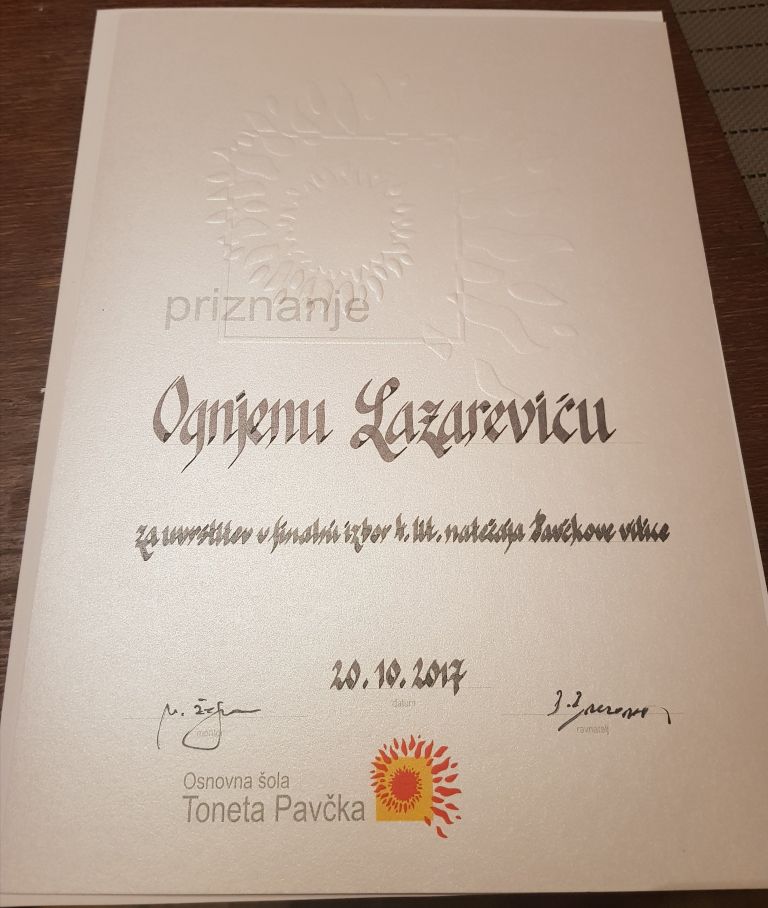 priznanje
Ognjenu Lazareviću
za uvrstitev v finalni izbor 4. lit. natečaja Pavčkove vilice
20.10.2017
datum
mentor
ravnatelj
Osnovna šola
Toneta Pavčka